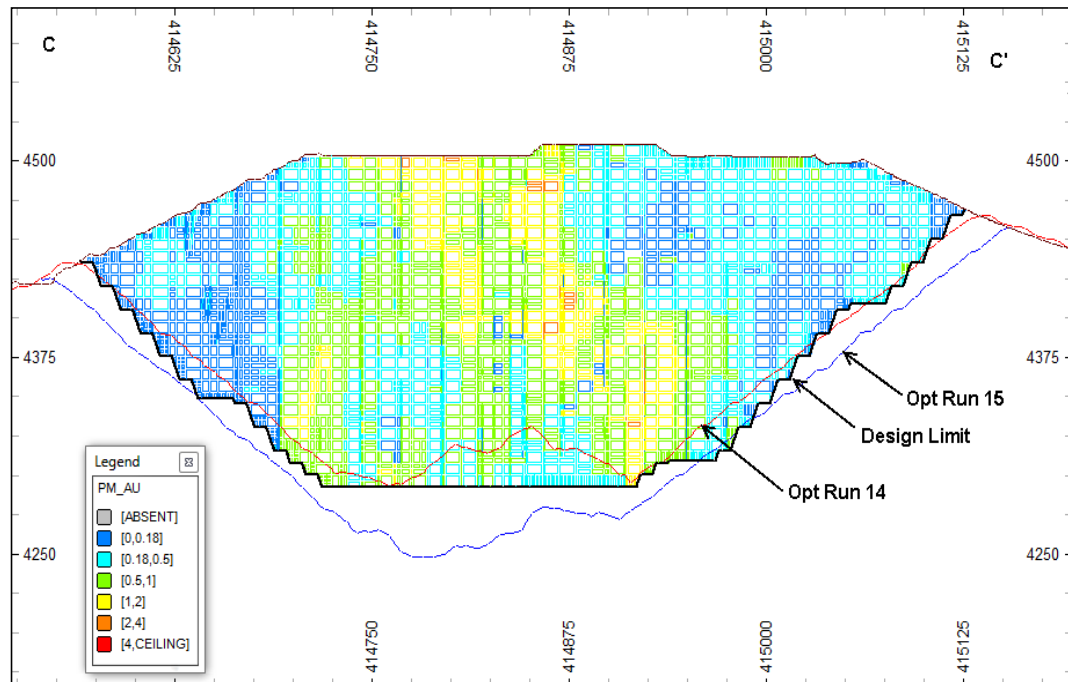 C
414625
414750
414875
415000
415125
C'
4500
4500
4375
4375
Opt Run 15
Design Limit
Opt Run 14
4250
4250
Legend
PM_AU
[ABSENT]
[0,0.18]
[0.18,0.5]
[0.5,1]
[1,2]
[2,4]
[4,CEILING]
414750
414875
415000
415125